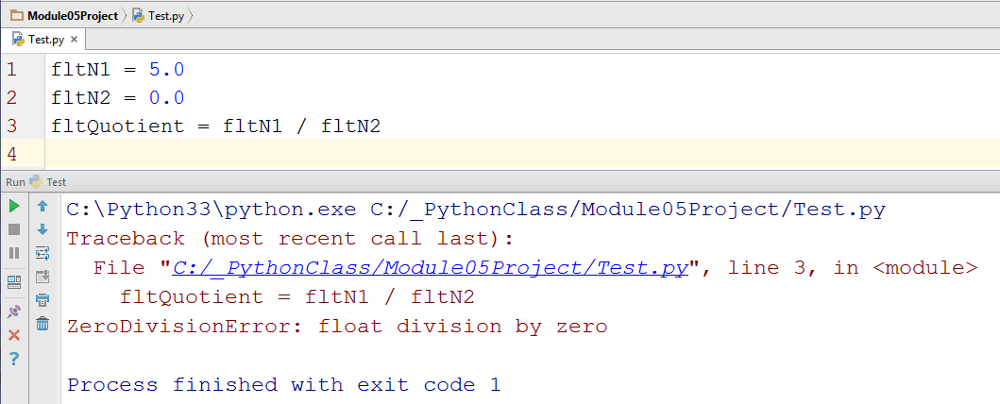 Module05Project Test.py
Test.py ×
1 fltN1 = 5.0
2 fltN2 = 0.0
3 fltQuotient = fltN1 / fltN2
4
Run Test
C:\Python33\python.exe C:/_PythonClass/Module05Project/Test.py
Traceback (most recent call last):
  File "C:/_PythonClass/Module05Project/Test.py", line 3, in <module>
    fltQuotient = fltN1 / fltN2
ZeroDivisionError: float division by zero
Process finished with exit code 1